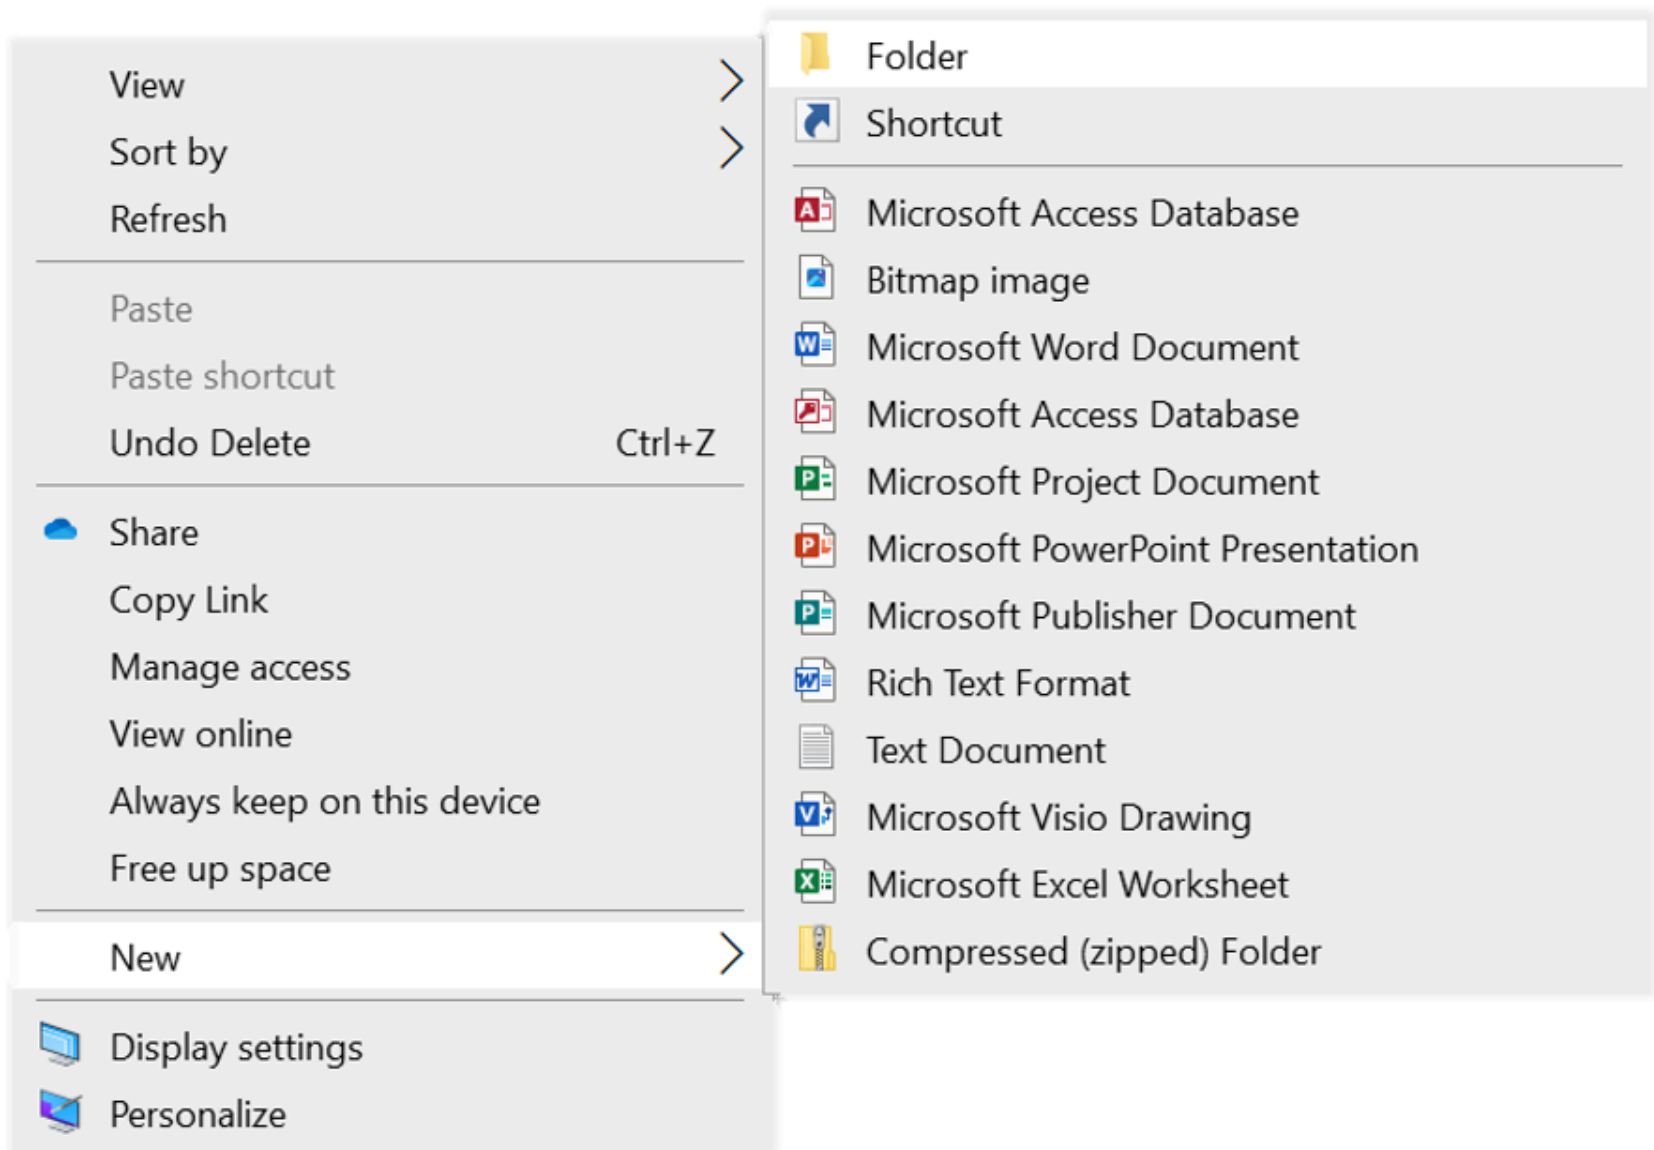 View
Sort by
Refresh
Paste
Paste shortcut
Undo Delete Ctrl+Z
Share
Copy Link
Manage access
View online
Always keep on this device
Free up space
New
Display settings
Personalize
Folder
Shortcut
Microsoft Access Database
Bitmap image
Microsoft Word Document
Microsoft Access Database
Microsoft Project Document
Microsoft PowerPoint Presentation
Microsoft Publisher Document
Rich Text Format
Text Document
Microsoft Visio Drawing
Microsoft Excel Worksheet
Compressed (zipped) Folder